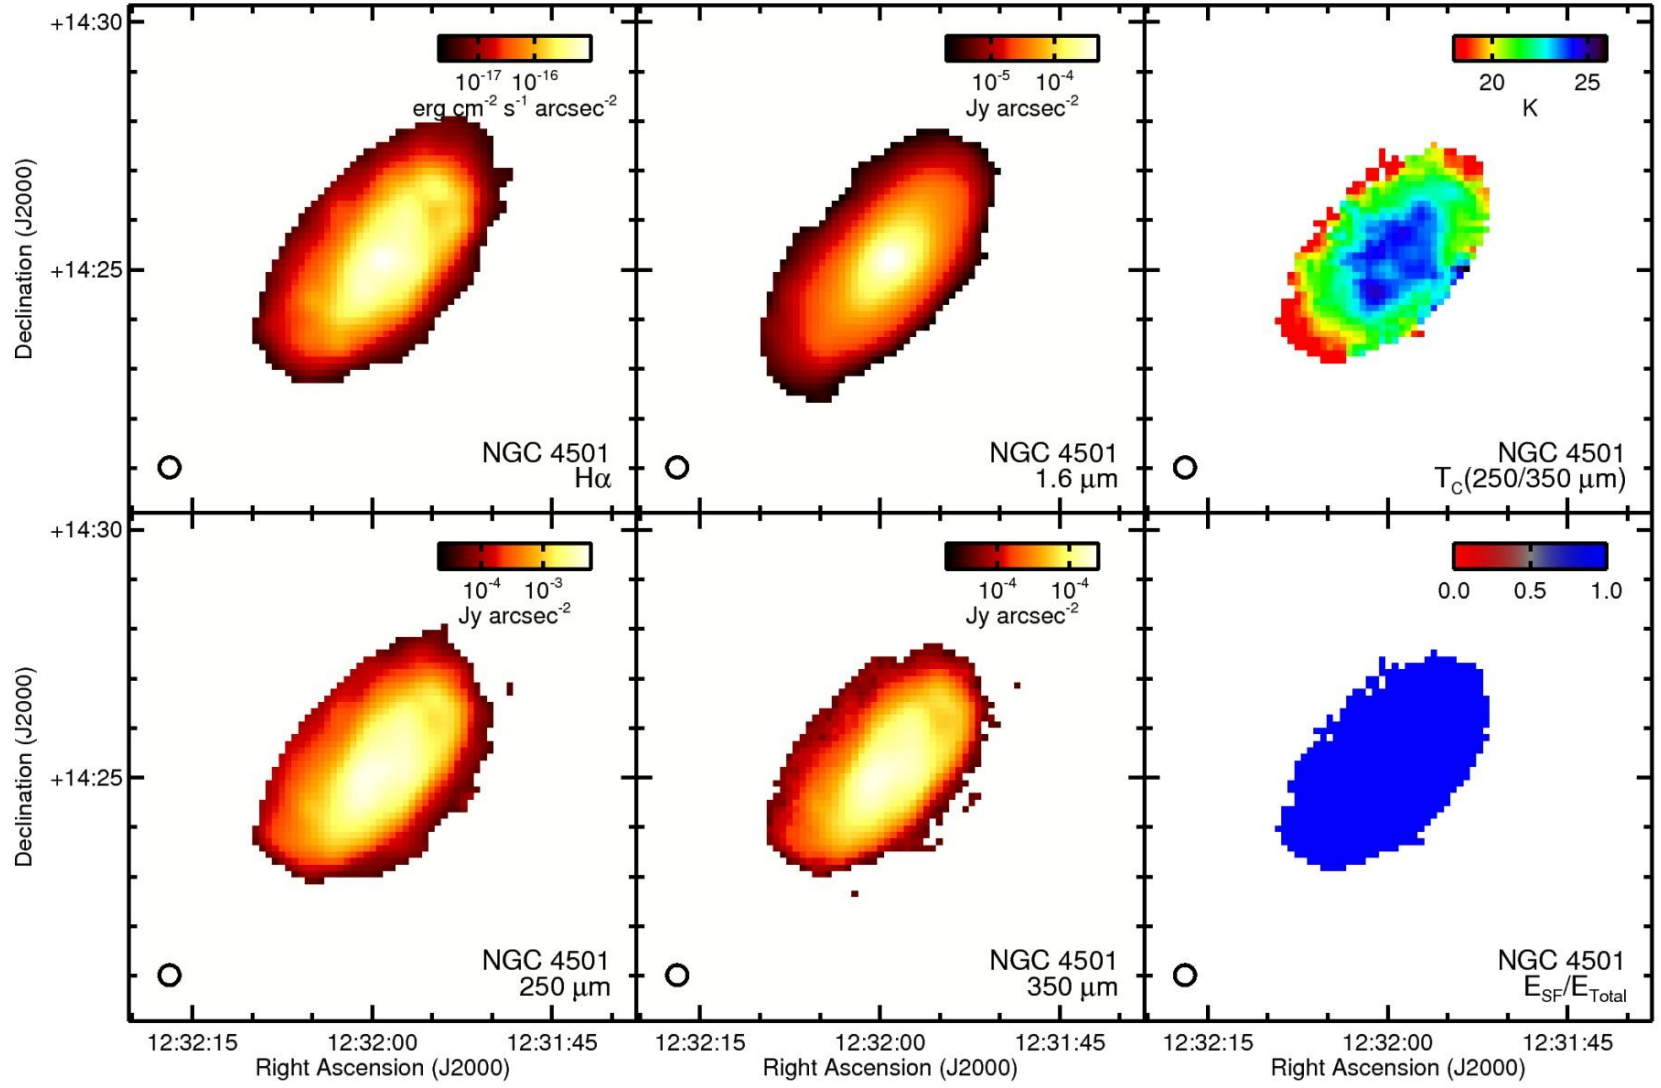 +14:30
+14:25
Declination (J2000)
10⁻¹⁷ 10⁻¹⁶
erg cm⁻² s⁻¹ arcsec⁻²
NGC 4501
Hα
10⁻⁵ 10⁻⁴
Jy arcsec⁻²
NGC 4501
1.6 μm
20 25
K
NGC 4501
T_C(250/350 μm)
+14:30
+14:25
Declination (J2000)
10⁻⁴ 10⁻³
Jy arcsec⁻²
NGC 4501
250 μm
10⁻⁴ 10⁻⁴
Jy arcsec⁻²
NGC 4501
350 μm
0.0 0.5 1.0
NGC 4501
E_SF/E_Total
12:32:15 12:32:00 12:31:45
Right Ascension (J2000)
12:32:15 12:32:00 12:31:45
Right Ascension (J2000)
12:32:15 12:32:00 12:31:45
Right Ascension (J2000)